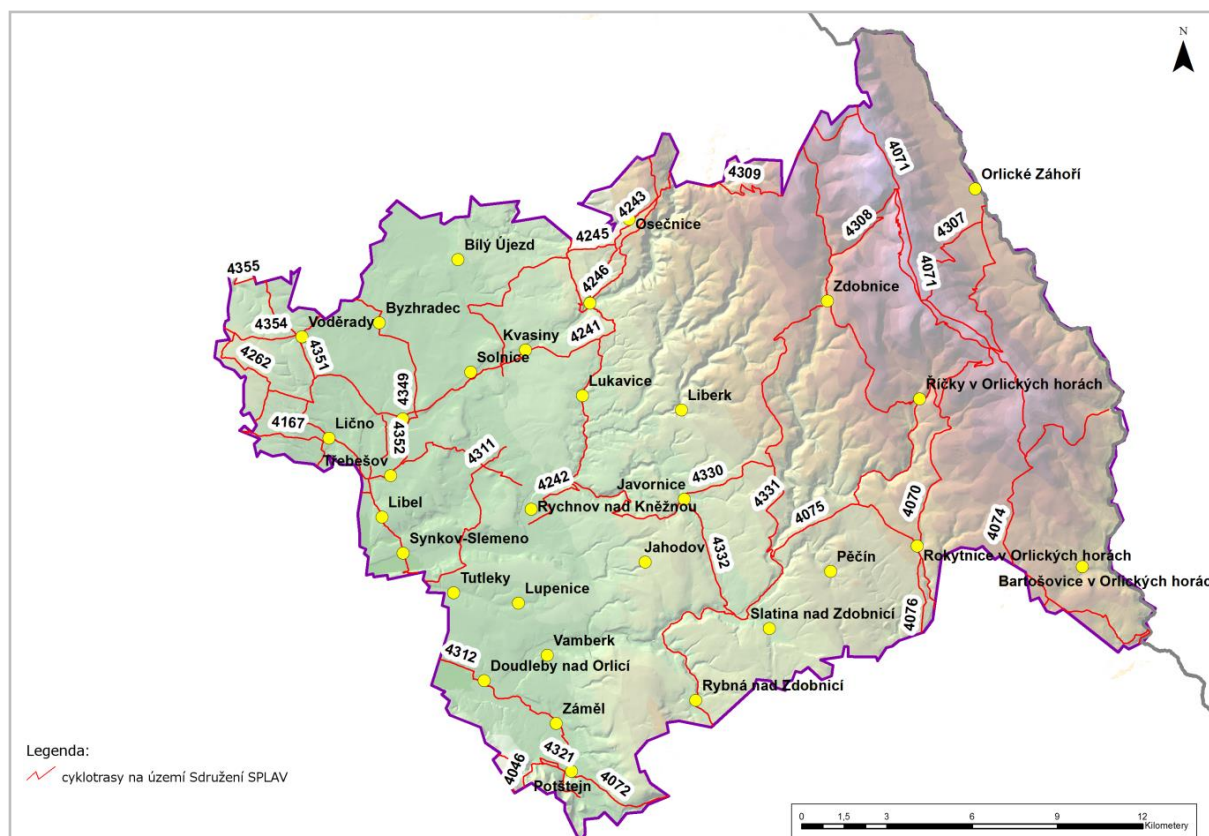 N
4071
Orlické Záhoří
4309
4243
4308
4307
Osečnice
4245
Bílý Újezd
4071
4355
4246
Zdobnice
Byzhradec
4354
Voděrady
4241
Kvasiny
4351
4262
Solnice
Říčky v Orlických horách
Lukavice
Liberk
4349
4167
Lično
4352
4311
Třebešov
4330
4242
Javornice
4331
Rychnov nad Kněžnou
4075
4070
Libel
4074
4332
Synkov-Slemeno
Jahodov
Pěčín
Rokytnice v Orlických horách
Bartošovice v Orlických horác
Tutleky
Lupenice
4076
Slatina nad Zdobnicí
Vamberk
4312
Doudleby nad Orlicí
Rybná nad Zdobnicí
Záměl
Legenda:
4321
4046
cyklotrasy na území Sdružení SPLAV
Potštejn
4072
0 1,5 3 6 9 12
Kilometery